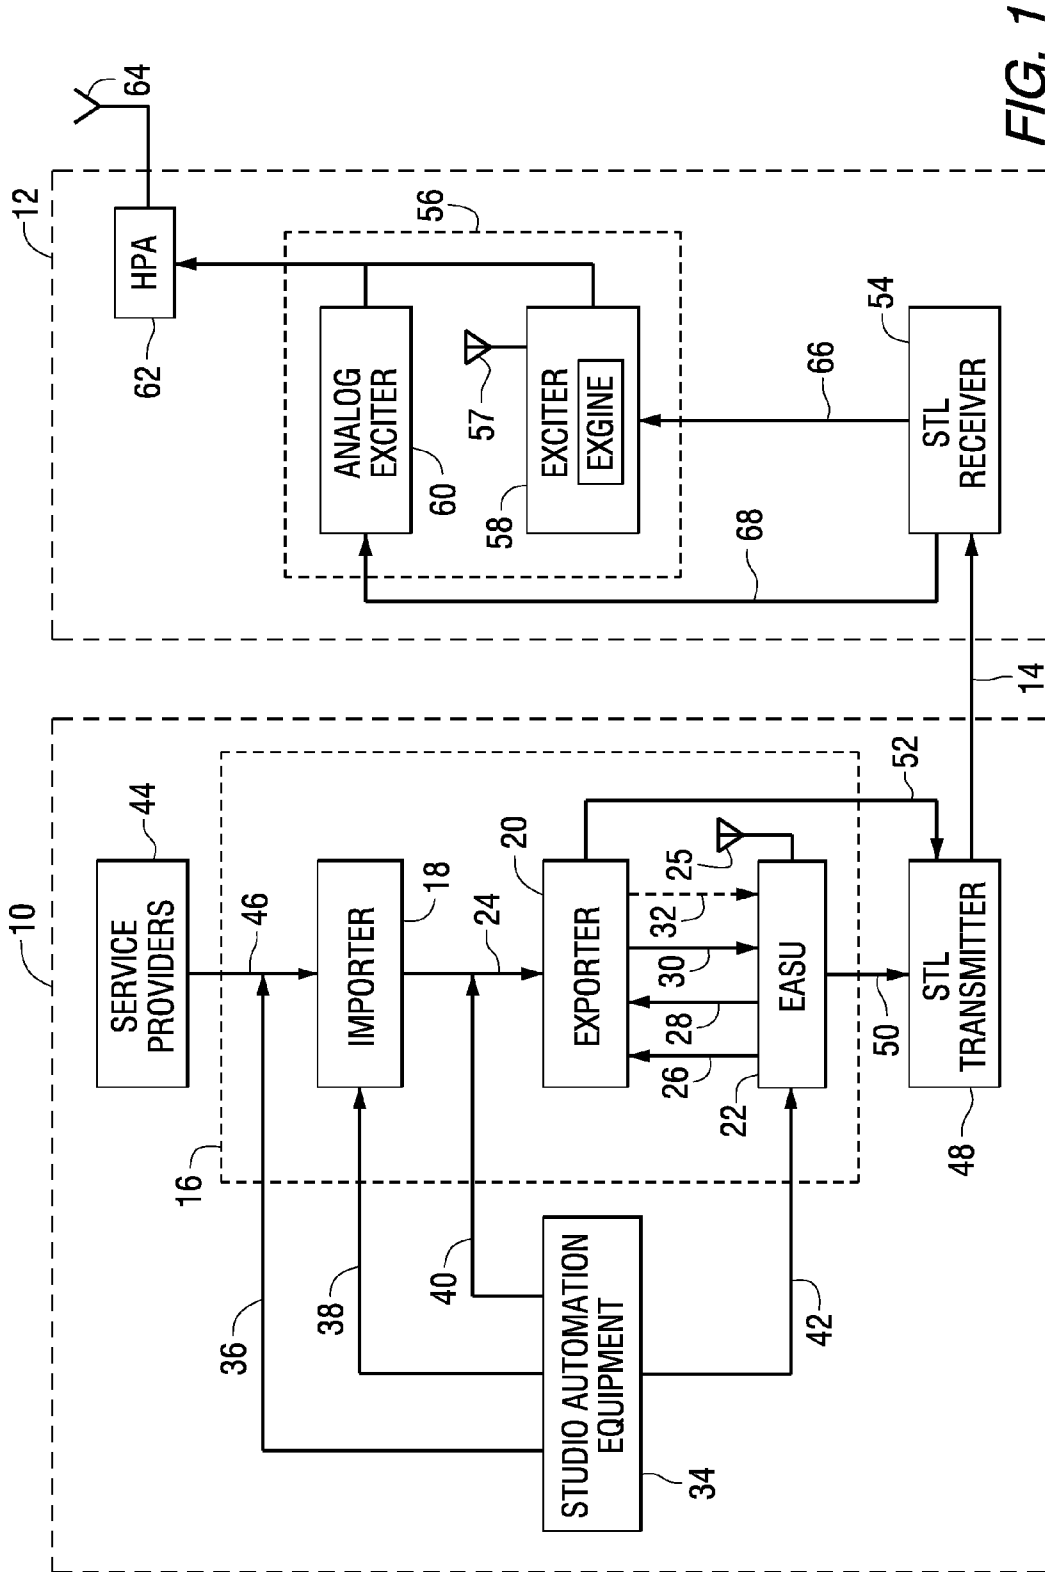 10
12
SERVICE
PROVIDERS
44
64
HPA
62
46
16
36
IMPORTER
18
38
56
ANALOG
EXCITER
60
57
24
40
EXPORTER
20
EXCITER
EXGINE
58
26
28
30
32
25
52
STUDIO AUTOMATION
EQUIPMENT
34
EASU
22
42
50
68
66
STL
TRANSMITTER
48
STL
RECEIVER
54
14
FIG. 1